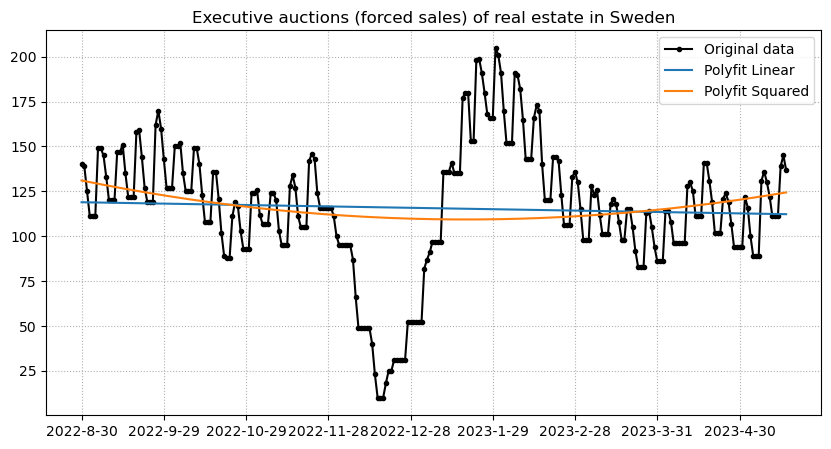 Executive auctions (forced sales) of real estate in Sweden
Original data
Polyfit Linear
Polyfit Squared
200
175
150
125
100
75
50
25
2022-8-30 2022-9-29 2022-10-29 2022-11-28 2022-12-28 2023-1-29 2023-2-28 2023-3-31 2023-4-30